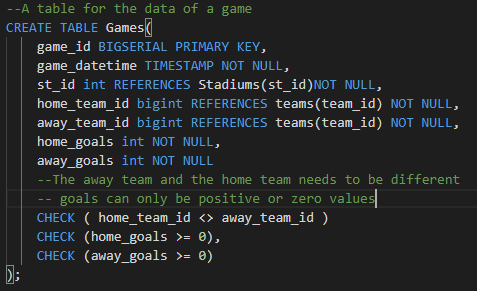 --A table for the data of a game
CREATE TABLE Games(
game_id BIGSERIAL PRIMARY KEY,
game_datetime TIMESTAMP NOT NULL,
st_id int REFERENCES Stadiums(st_id)NOT NULL,
home_team_id bigint REFERENCES teams(team_id) NOT NULL,
away_team_id bigint REFERENCES teams(team_id) NOT NULL,
home_goals int NOT NULL,
away_goals int NOT NULL
--The away team and the home team needs to be different
-- goals can only be positive or zero values
CHECK ( home_team_id <> away_team_id )
CHECK (home_goals >= 0),
CHECK (away_goals >= 0)
);